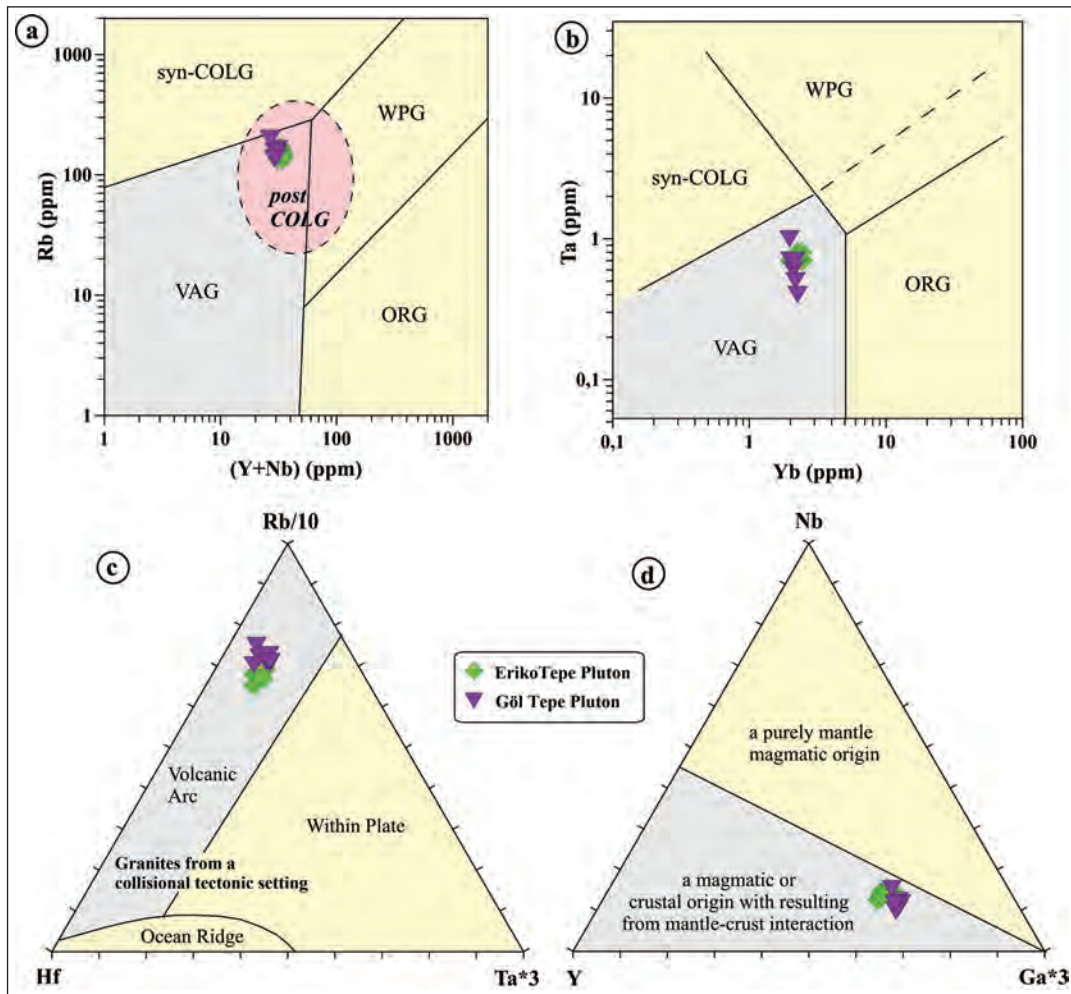 a
1000
100
10
1
Rb (ppm)
syn-COLG
WPG
post
COLG
VAG
ORG
1
10
100
1000
(Y+Nb) (ppm)
b
10
1
0,1
Ta (ppm)
WPG
syn-COLG
ORG
VAG
0,1
1
10
100
Yb (ppm)
c
Rb/10
Volcanic
Arc
Within Plate
Granites from a
collisional tectonic setting
Ocean Ridge
Hf
Ta*3
ErikoTepe Pluton
Göl Tepe Pluton
d
Nb
a purely mantle
magmatic origin
a magmatic or
crustal origin with resulting
from mantle-crust interaction
Y
Ga*3